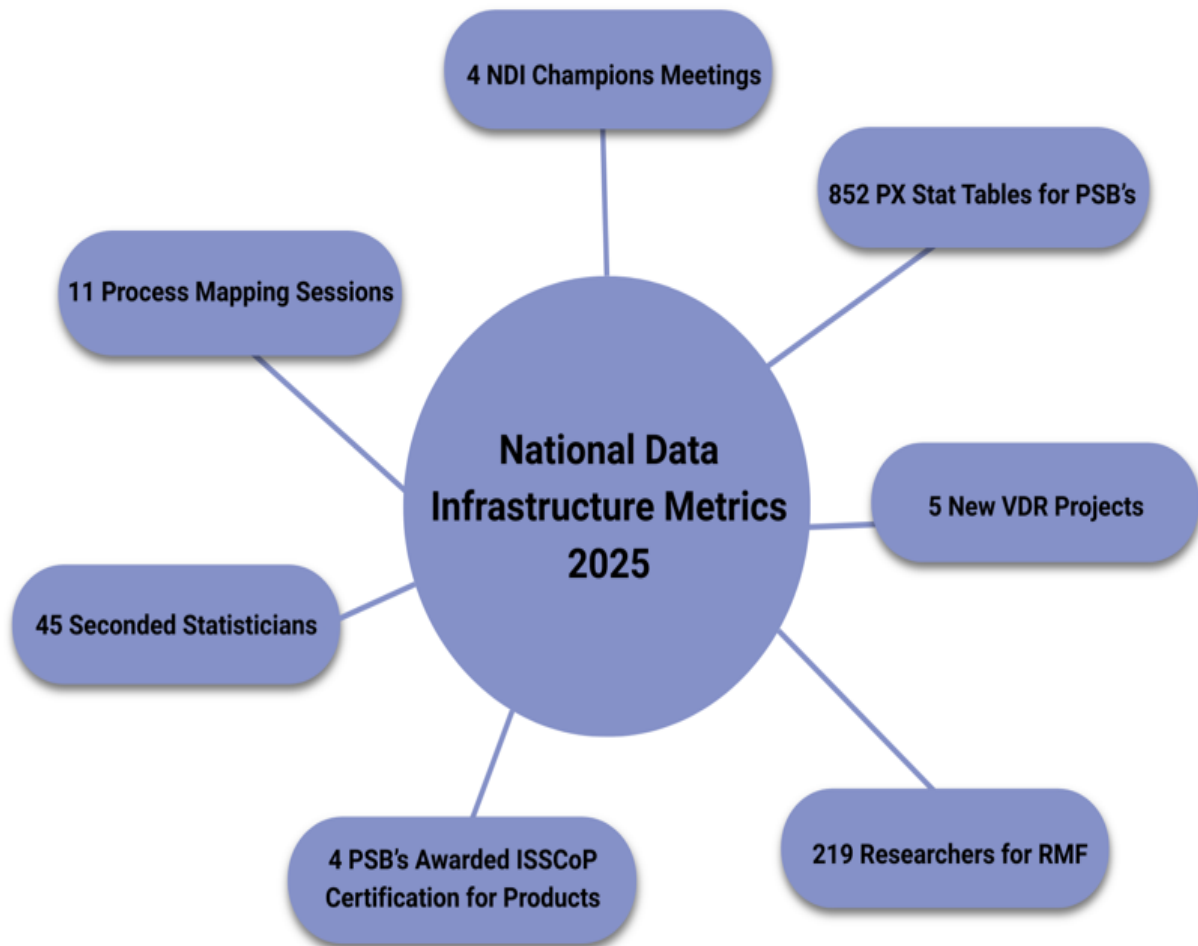 4 NDI Champions Meetings
852 PX Stat Tables for PSB's
11 Process Mapping Sessions
National Data
Infrastructure Metrics
2025
5 New VDR Projects
45 Seconded Statisticians
4 PSB's Awarded ISSCoP
Certification for Products
219 Researchers for RMF